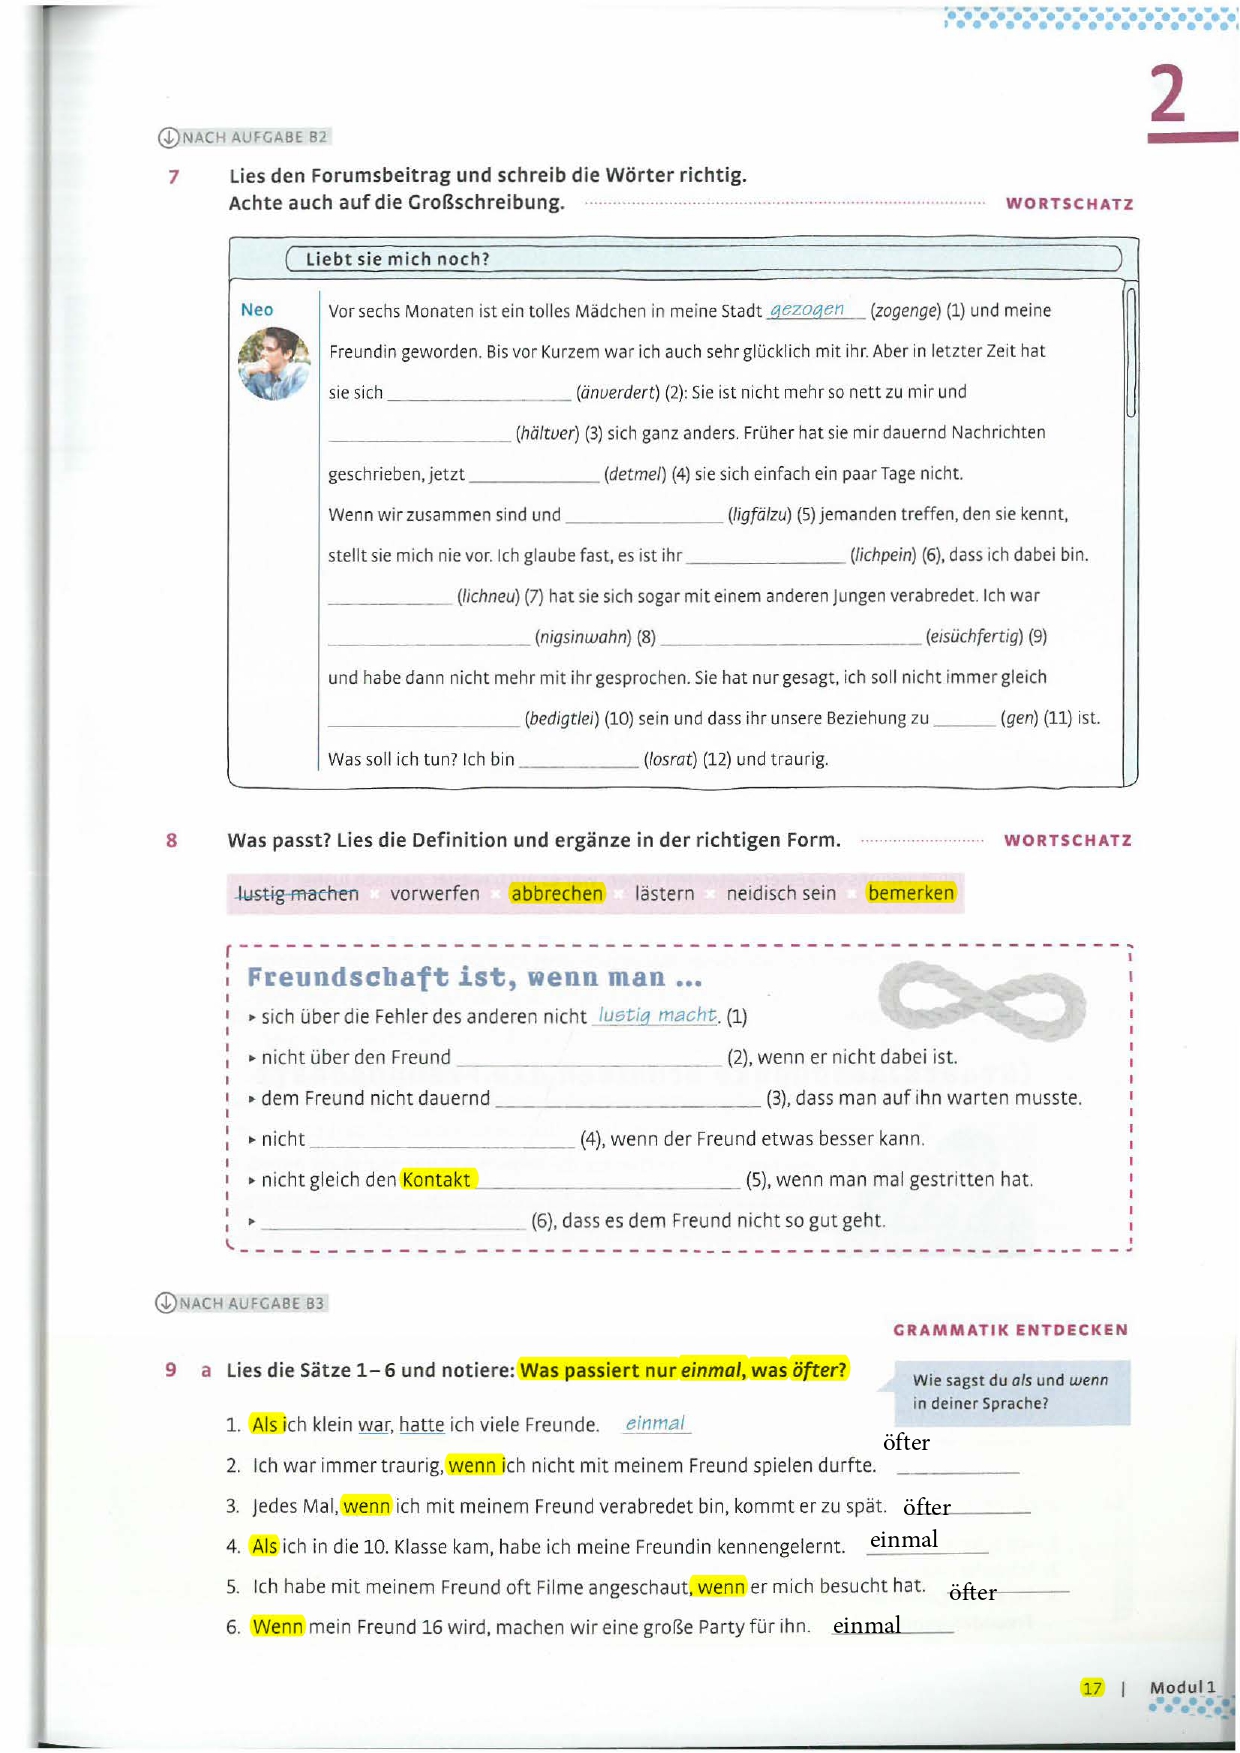 2
NACH AUFGABE B2
7 Lies den Forumsbeitrag und schreib die Wörter richtig.
Achte auch auf die Großschreibung. WORTSCHATZ
Liebt sie mich noch?
Neo
Vor sechs Monaten ist ein tolles Mädchen in meine Stadt gezogen (zogenge) (1) und meine
Freundin geworden. Bis vor Kurzem war ich auch sehr glücklich mit ihr. Aber in letzter Zeit hat
sie sich ____ (änverdert) (2): Sie ist nicht mehr so nett zu mir und
____ (hältver) (3) sich ganz anders. Früher hat sie mir dauernd Nachrichten
geschrieben, jetzt ____ (detmel) (4) sie sich einfach ein paar Tage nicht.
Wenn wir zusammen sind und ____ (ligfälzu) (5) jemanden treffen, den sie kennt,
stellt sie mich nie vor. Ich glaube fast, es ist ihr ____ (lichpein) (6), dass ich dabei bin.
____ (lichneu) (7) hat sie sich sogar mit einem anderen Jungen verabredet. Ich war
____ (nigsinwahn) (8) ____ (eisüchfertig) (9)
und habe dann nicht mehr mit ihr gesprochen. Sie hat nur gesagt, ich soll nicht immer gleich
____ (bedigtlei) (10) sein und dass ihr unsere Beziehung zu ____ (gen) (11) ist.
Was soll ich tun? Ich bin ____ (losrat) (12) und traurig.
8 Was passt? Lies die Definition und ergänze in der richtigen Form. WORTSCHATZ
lustig machen × vorwerfen × abbrechen × lästern × neidisch sein × bemerken
Freundschaft ist, wenn man ...
▸ sich über die Fehler des anderen nicht lustig macht. (1)
▸ nicht über den Freund ____ (2), wenn er nicht dabei ist.
▸ dem Freund nicht dauernd ____ (3), dass man auf ihn warten musste.
▸ nicht ____ (4), wenn der Freund etwas besser kann.
▸ nicht gleich den Kontakt ____ (5), wenn man mal gestritten hat.
▸ ____ (6), dass es dem Freund nicht so gut geht.
NACH AUFGABE B3
GRAMMATIK ENTDECKEN
9 a Lies die Sätze 1–6 und notiere: Was passiert nur einmal, was öfter?
Wie sagst du als und wenn
in deiner Sprache?
1. Als ich klein war, hatte ich viele Freunde. einmal
2. Ich war immer traurig, wenn ich nicht mit meinem Freund spielen durfte. öfter
3. Jedes Mal, wenn ich mit meinem Freund verabredet bin, kommt er zu spät. öfter
4. Als ich in die 10. Klasse kam, habe ich meine Freundin kennengelernt. einmal
5. Ich habe mit meinem Freund oft Filme angeschaut, wenn er mich besucht hat. öfter
6. Wenn mein Freund 16 wird, machen wir eine große Party für ihn. einmal
17 | Modul 1